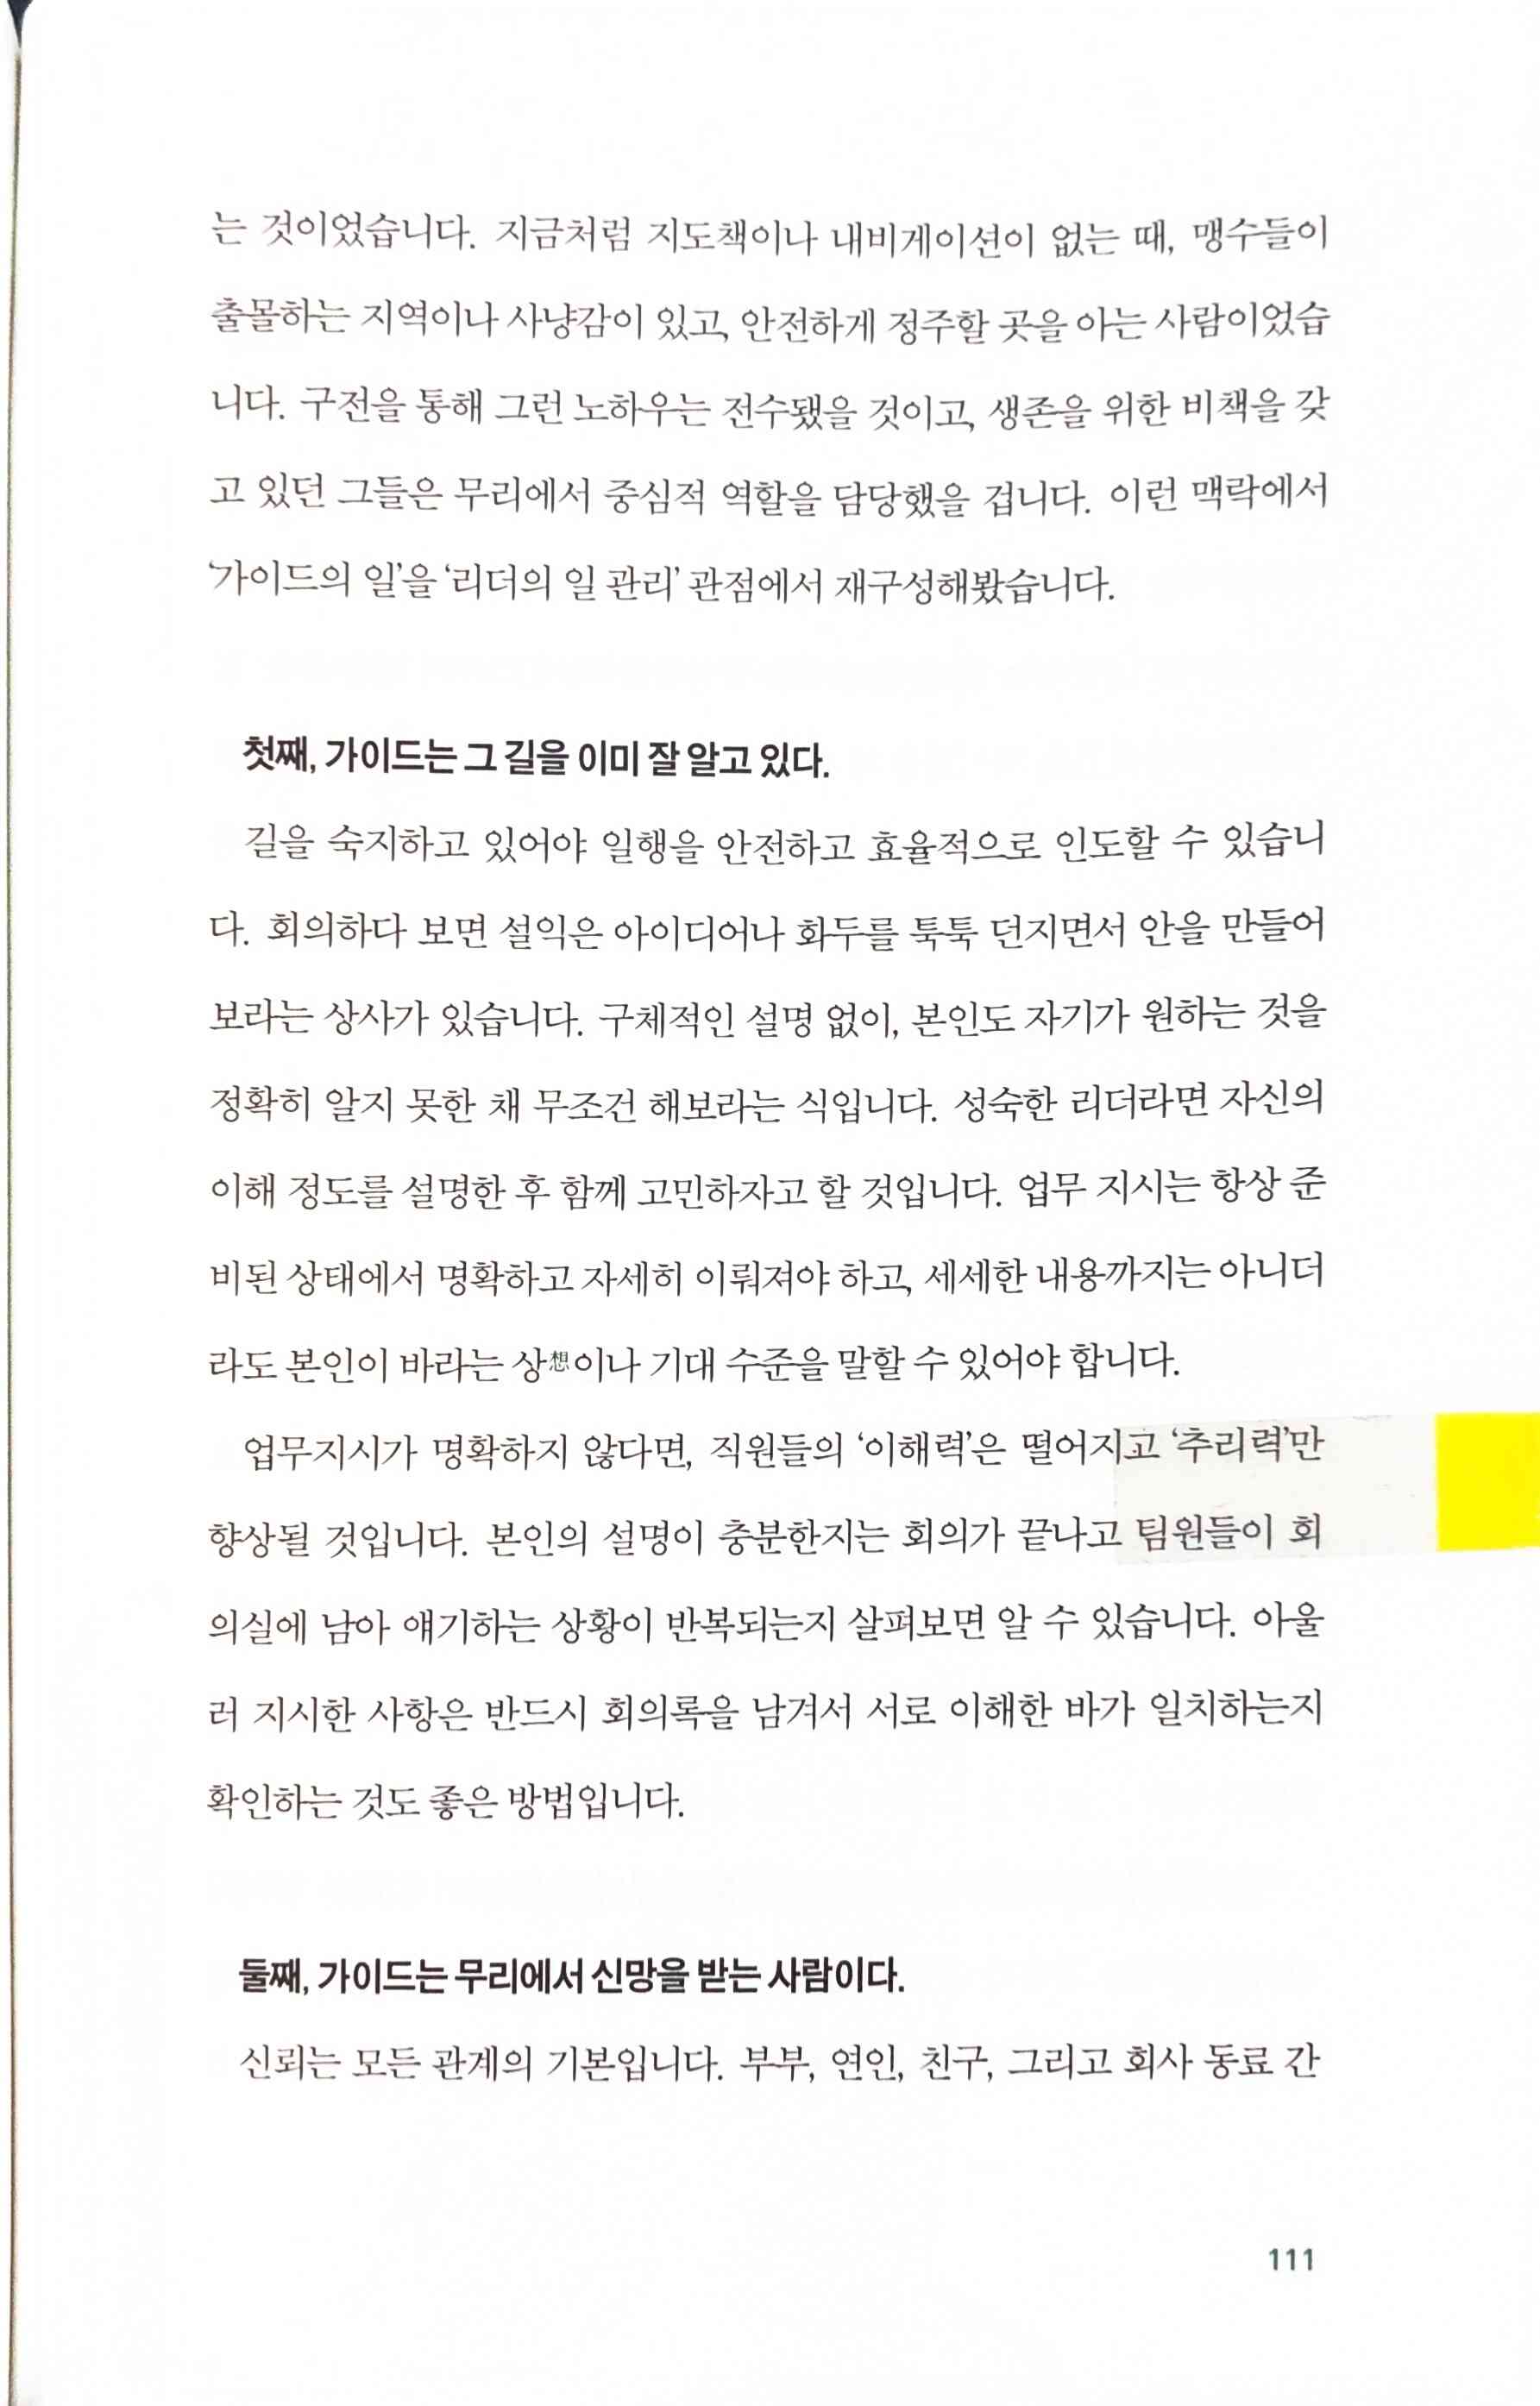 는 것이었습니다. 지금처럼 지도책이나 내비게이션이 없는 때, 맹수들이
출몰하는 지역이나 사냥감이 있고, 안전하게 정주할 곳을 아는 사람이었습
니다. 구전을 통해 그런 노하우는 전수됐을 것이고, 생존을 위한 비책을 갖
고 있던 그들은 무리에서 중심적 역할을 담당했을 겁니다. 이런 맥락에서
‘가이드의 일’을 ‘리더의 일 관리’ 관점에서 재구성해봤습니다.
첫째, 가이드는 그 길을 이미 잘 알고 있다.
길을 숙지하고 있어야 일행을 안전하고 효율적으로 인도할 수 있습니
다. 회의하다 보면 설익은 아이디어나 화두를 툭툭 던지면서 안을 만들어
보라는 상사가 있습니다. 구체적인 설명 없이, 본인도 자기가 원하는 것을
정확히 알지 못한 채 무조건 해보라는 식입니다. 성숙한 리더라면 자신의
이해 정도를 설명한 후 함께 고민하자고 할 것입니다. 업무 지시는 항상 준
비된 상태에서 명확하고 자세히 이뤄져야 하고, 세세한 내용까지는 아니더
라도 본인이 바라는 상想이나 기대 수준을 말할 수 있어야 합니다.
업무지시가 명확하지 않다면, 직원들의 ‘이해력’은 떨어지고 ‘추리력’만
향상될 것입니다. 본인의 설명이 충분한지는 회의가 끝나고 팀원들이 회
의실에 남아 얘기하는 상황이 반복되는지 살펴보면 알 수 있습니다. 아울
러 지시한 사항은 반드시 회의록을 남겨서 서로 이해한 바가 일치하는지
확인하는 것도 좋은 방법입니다.
둘째, 가이드는 무리에서 신망을 받는 사람이다.
신뢰는 모든 관계의 기본입니다. 부부, 연인, 친구, 그리고 회사 동료 간
111